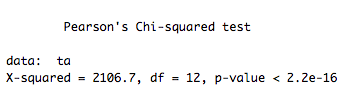 Pearson's Chi-squared test
data:  ta
X-squared = 2106.7, df = 12, p-value < 2.2e-16